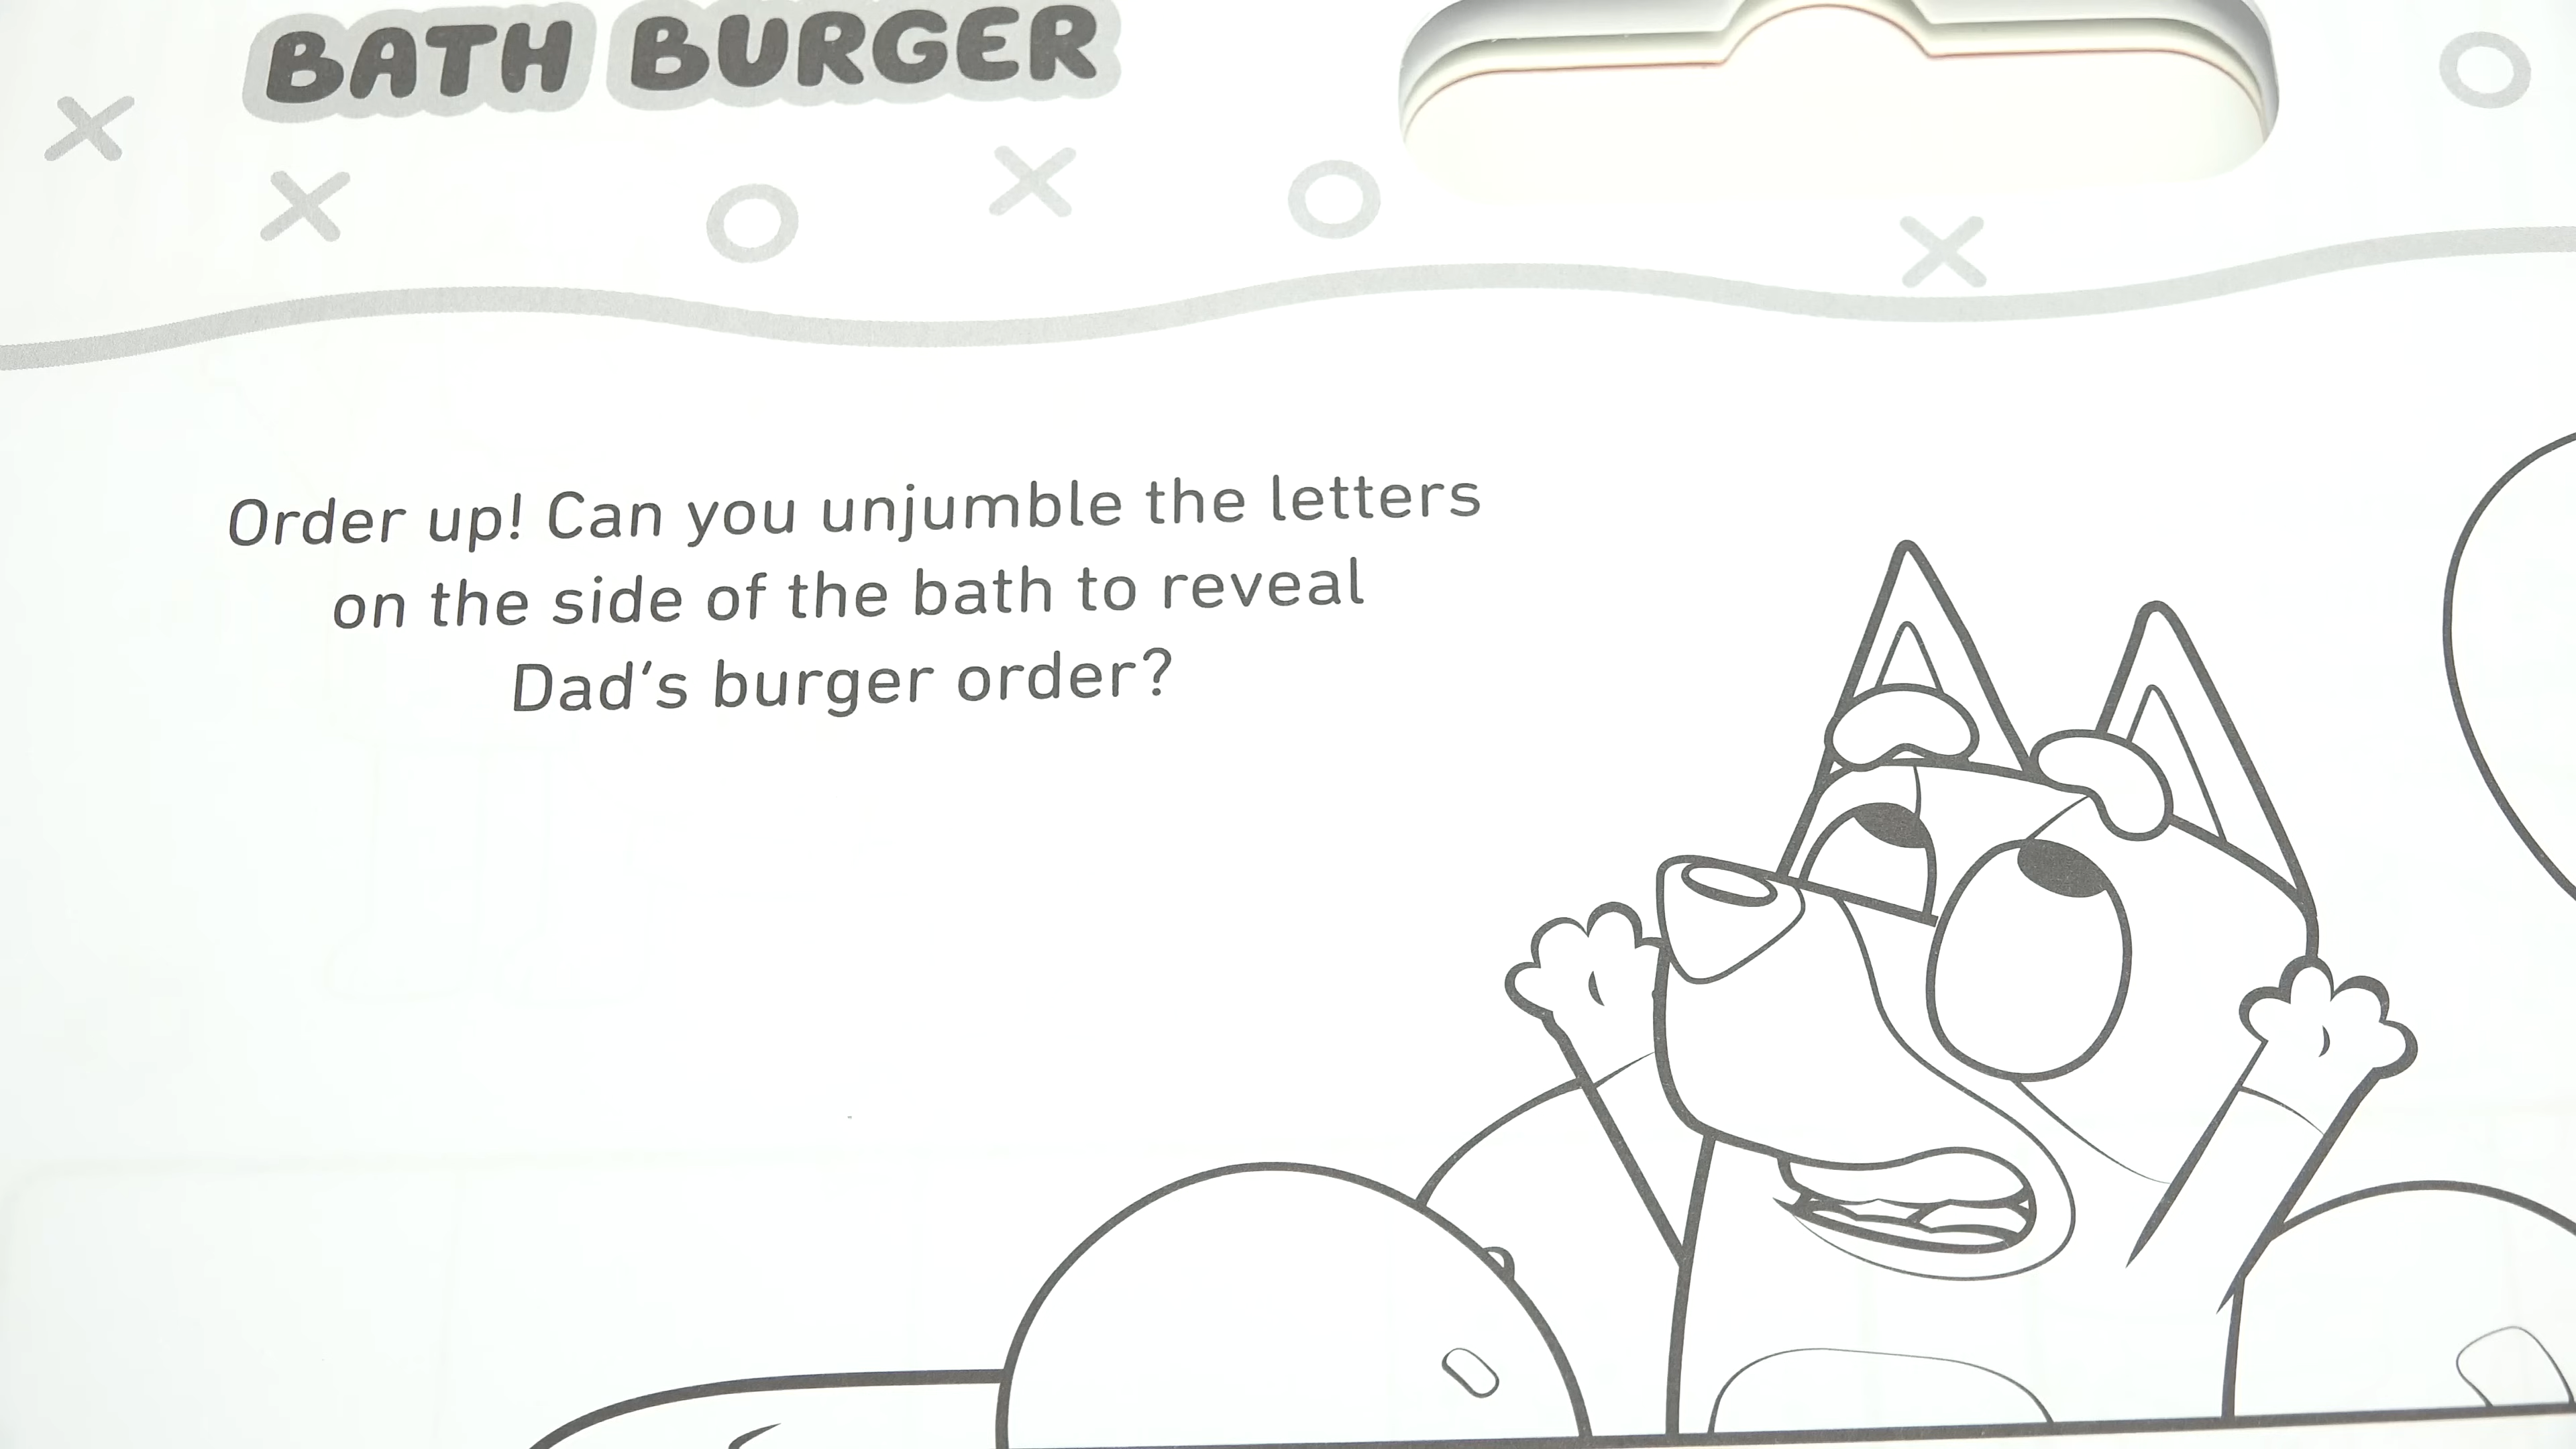 BATH BURGER
Order up! Can you unjumble the letters
on the side of the bath to reveal
Dad's burger order?